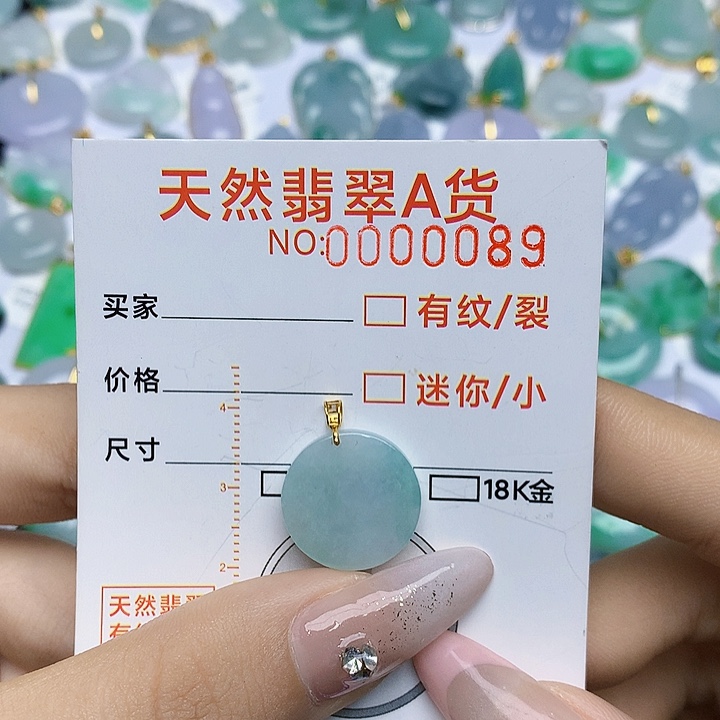 天然翡翠A货
NO:0000089
买家 有纹/裂
价格 迷你/小
尺寸
18K金
4
3
2
天然翡